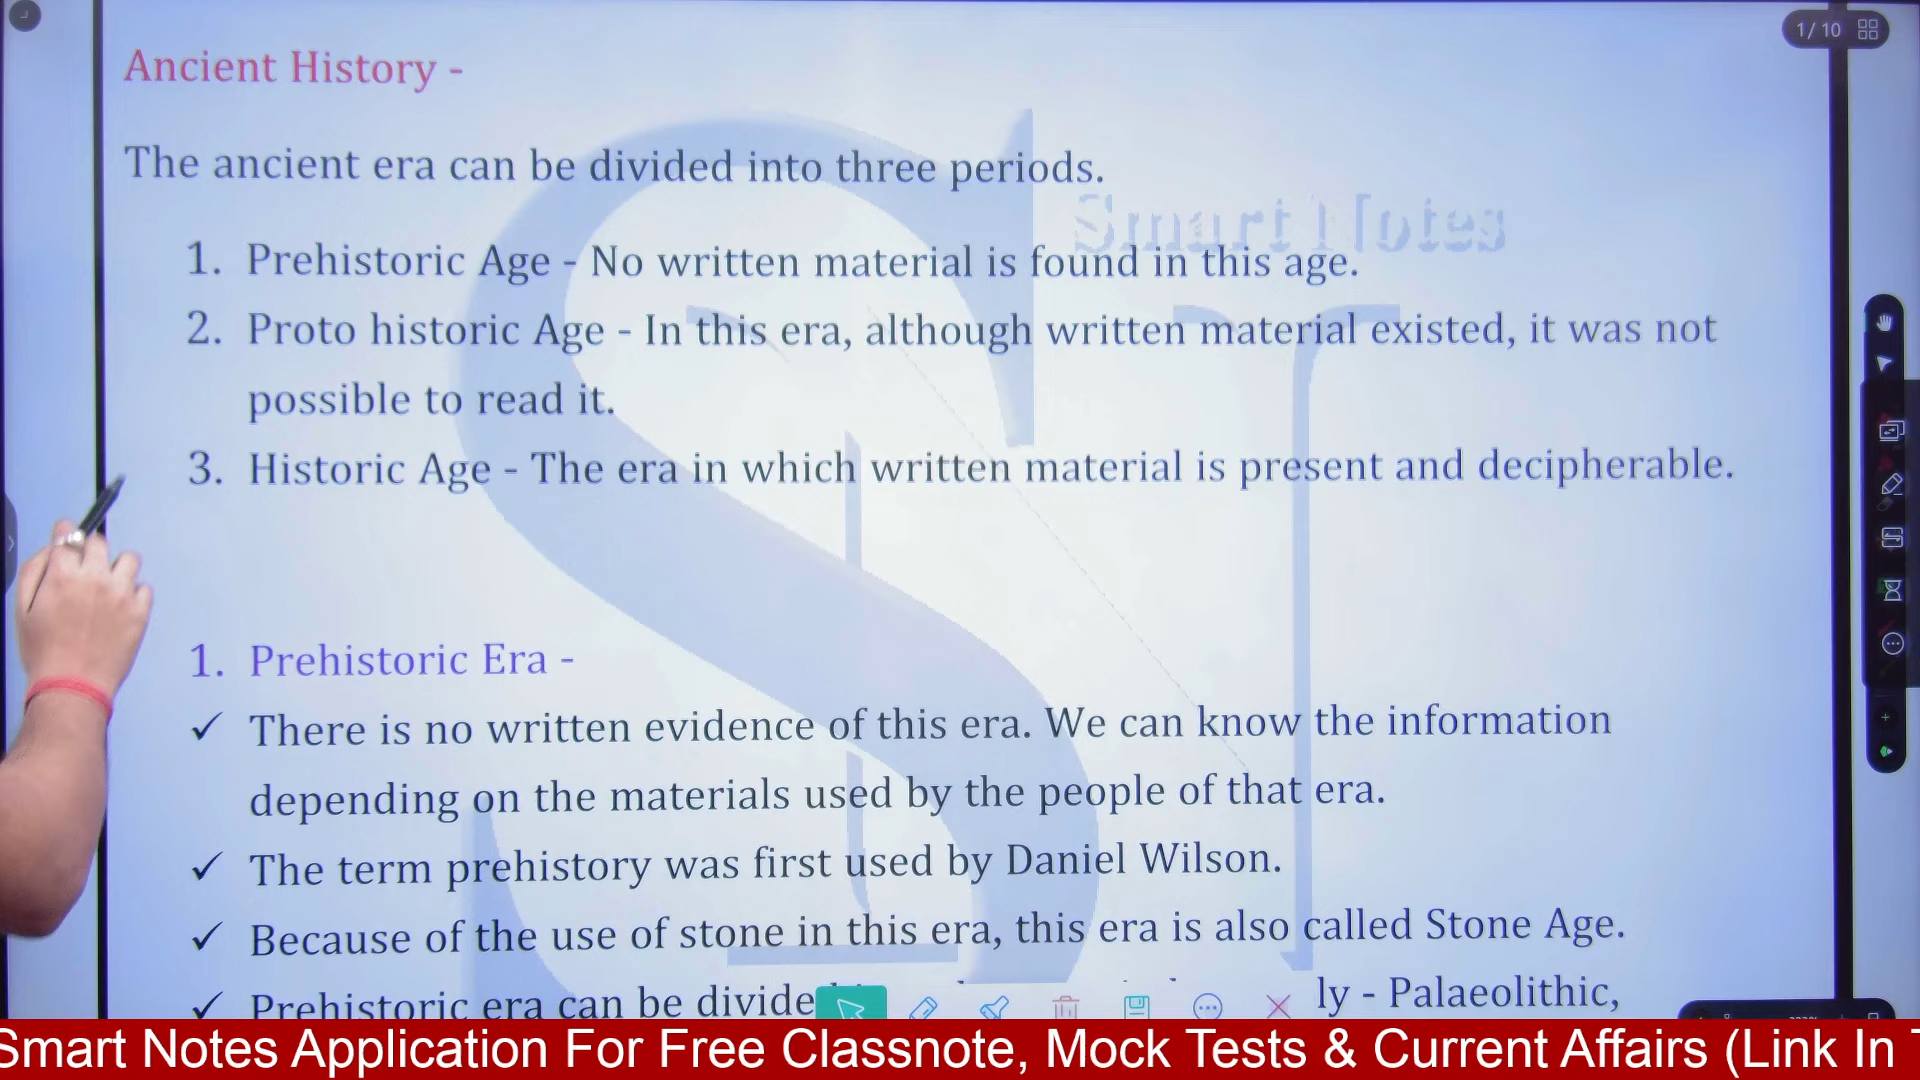 1/ 10
Ancient History -
The ancient era can be divided into three periods.
Smart Notes
1. Prehistoric Age - No written material is found in this age.
2. Proto historic Age - In this era, although written material existed, it was not
possible to read it.
3. Historic Age - The era in which written material is present and decipherable.
1. Prehistoric Era -
✓ There is no written evidence of this era. We can know the information
depending on the materials used by the people of that era.
✓ The term prehistory was first used by Daniel Wilson.
✓ Because of the use of stone in this era, this era is also called Stone Age.
✓ Prehistoric era can be divide ly - Palaeolithic,
Smart Notes Application For Free Classnote, Mock Tests & Current Affairs (Link In